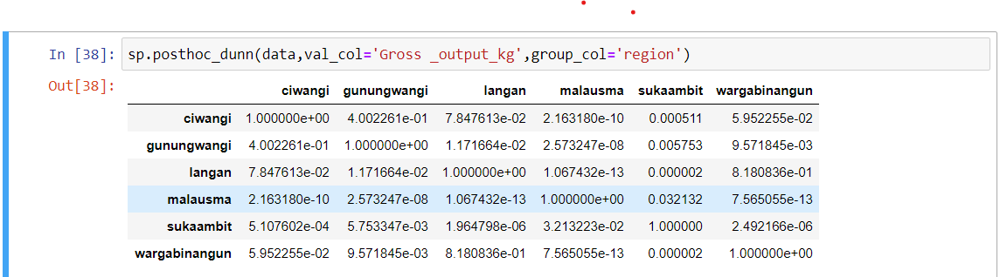 In [38]: sp.posthoc_dunn(data,val_col='Gross _output_kg',group_col='region')
Out[38]:
ciwangi gunungwangi langan malausma sukaambit wargabinangun
ciwangi 1.000000e+00 4.002261e-01 7.847613e-02 2.163180e-10 0.000511 5.952255e-02
gunungwangi 4.002261e-01 1.000000e+00 1.171664e-02 2.573247e-08 0.005753 9.571845e-03
langan 7.847613e-02 1.171664e-02 1.000000e+00 1.067432e-13 0.000002 8.180836e-01
malausma 2.163180e-10 2.573247e-08 1.067432e-13 1.000000e+00 0.032132 7.565055e-13
sukaambit 5.107602e-04 5.753347e-03 1.964798e-06 3.213223e-02 1.000000 2.492166e-06
wargabinangun 5.952255e-02 9.571845e-03 8.180836e-01 7.565055e-13 0.000002 1.000000e+00